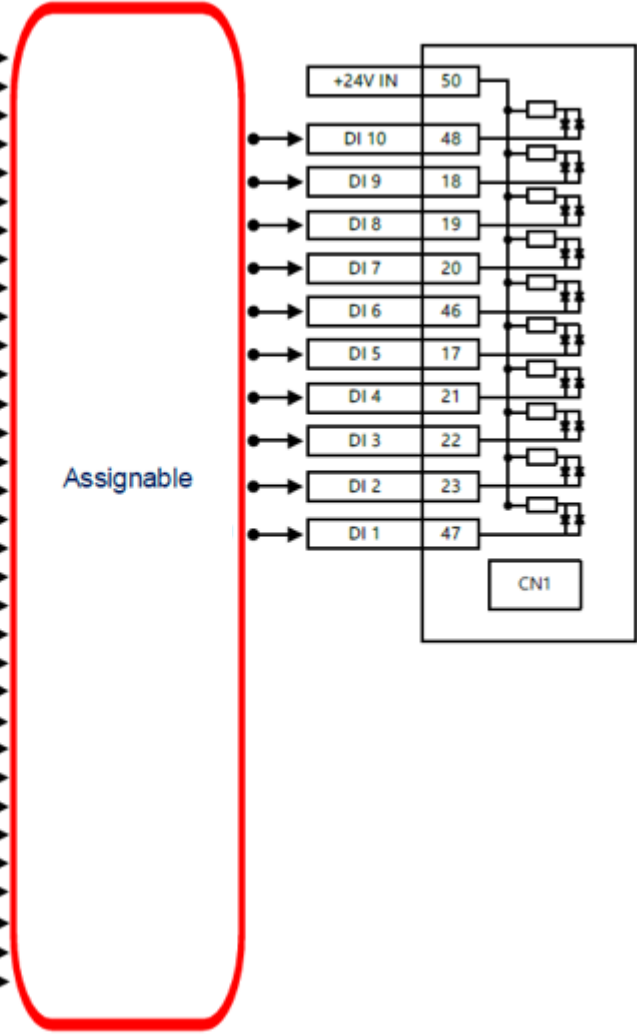 +24V IN 50
DI 10 48
DI 9 18
DI 8 19
DI 7 20
DI 6 46
DI 5 17
DI 4 21
DI 3 22
Assignable
DI 2 23
DI 1 47
CN1